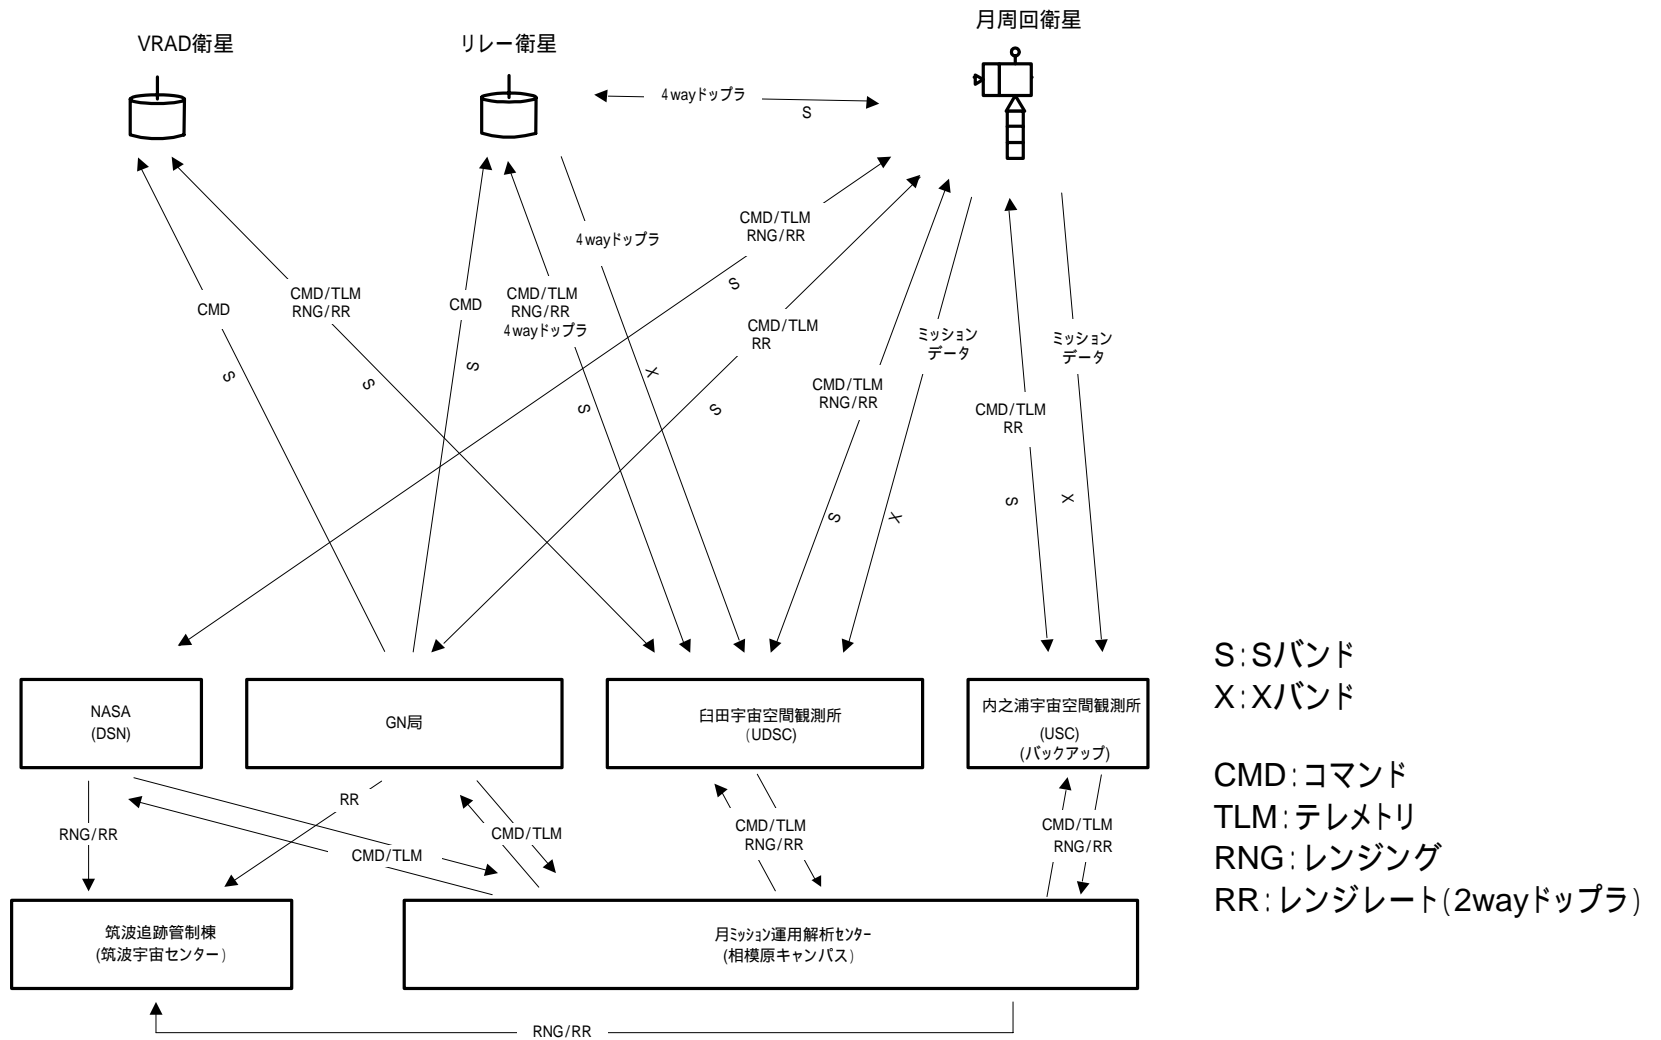 月周回衛星
VRAD衛星
リレー衛星
4wayドップラ
S
CMD/TLM
RNG/RR
S
4wayドップラ
CMD
CMD/TLM
RNG/RR
CMD
CMD/TLM
RNG/RR
4wayドップラ
CMD/TLM
RR
ミッション
データ
ミッション
データ
S
S
S
X
S
S
CMD/TLM
RNG/RR
CMD/TLM
RR
S
X
S
X
NASA
(DSN)
GN局
臼田宇宙空間観測所
(UDSC)
内之浦宇宙空間観測所
(USC)
(バックアップ)
S:Sバンド
X:Xバンド
CMD:コマンド
TLM:テレメトリ
RNG:レンジング
RR:レンジレート(2wayドップラ)
RR
RNG/RR
CMD/TLM
CMD/TLM
CMD/TLM
RNG/RR
CMD/TLM
RNG/RR
筑波追跡管制棟
(筑波宇宙センター)
月ミッション運用解析センター
(相模原キャンパス)
RNG/RR